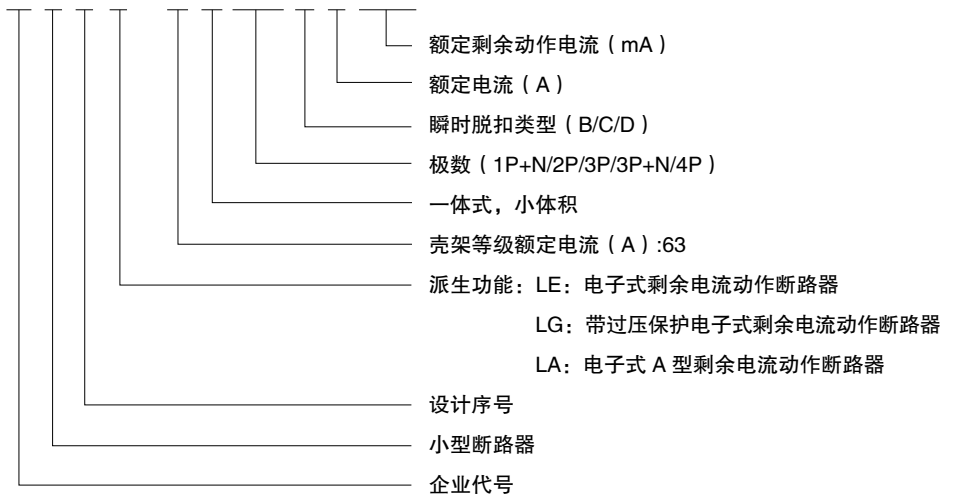 额定剩余动作电流（mA）
额定电流（A）
瞬时脱扣类型（B/C/D）
极数（1P+N/2P/3P/3P+N/4P）
一体式，小体积
壳架等级额定电流（A）:63
派生功能：LE：电子式剩余电流动作断路器
LG：带过压保护电子式剩余电流动作断路器
LA：电子式 A 型剩余电流动作断路器
设计序号
小型断路器
企业代号